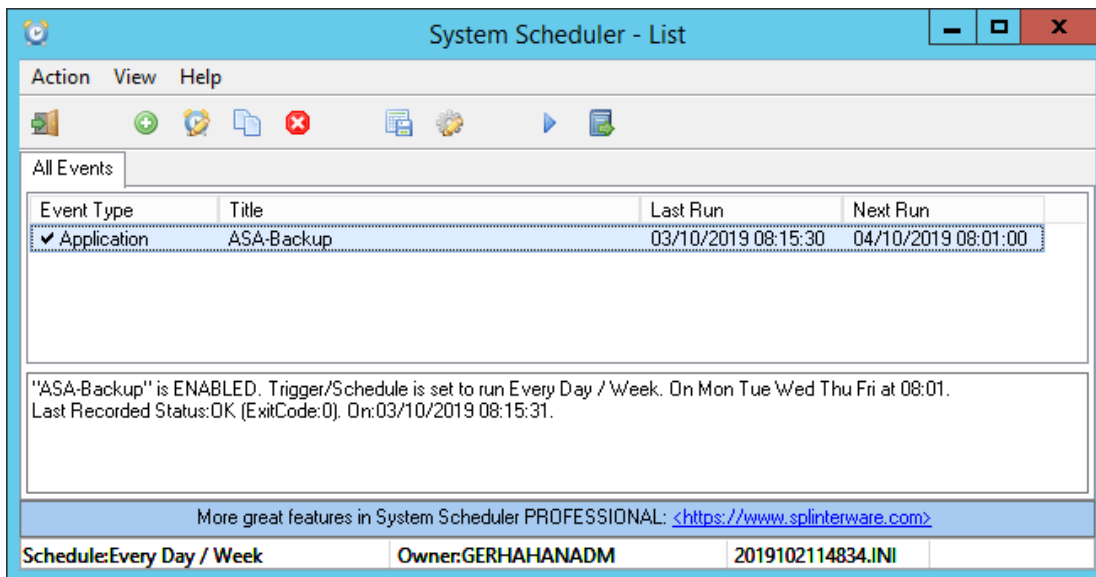 System Scheduler - List
Action View Help
All Events
Event Type Title Last Run Next Run
Application ASA-Backup 03/10/2019 08:15:30 04/10/2019 08:01:00
"ASA-Backup" is ENABLED. Trigger/Schedule is set to run Every Day / Week. On Mon Tue Wed Thu Fri at 08:01.
Last Recorded Status:OK (ExitCode:0). On:03/10/2019 08:15:31.
More great features in System Scheduler PROFESSIONAL: <https://www.splinterware.com>
Schedule:Every Day / Week Owner:GERHAHANADM 2019102114834.INI